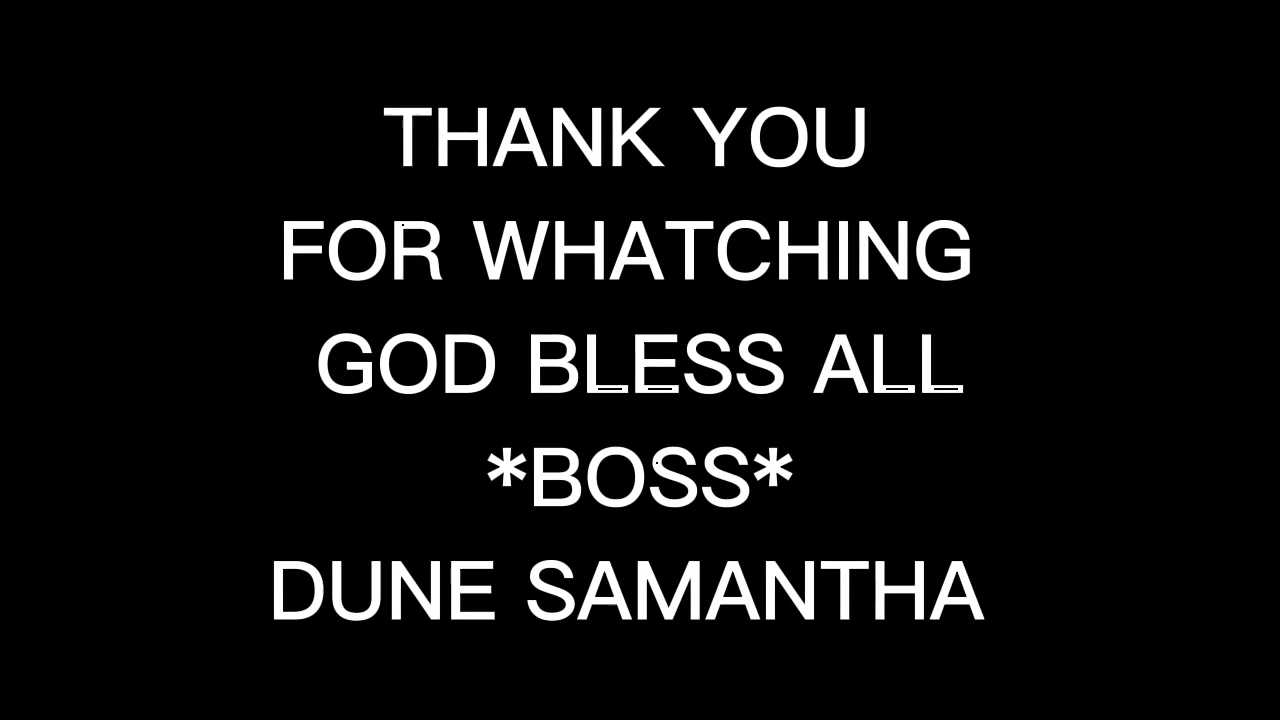 THANK YOU
FOR WHATCHING
GOD BLESS ALL
*BOSS*
DUNE SAMANTHA